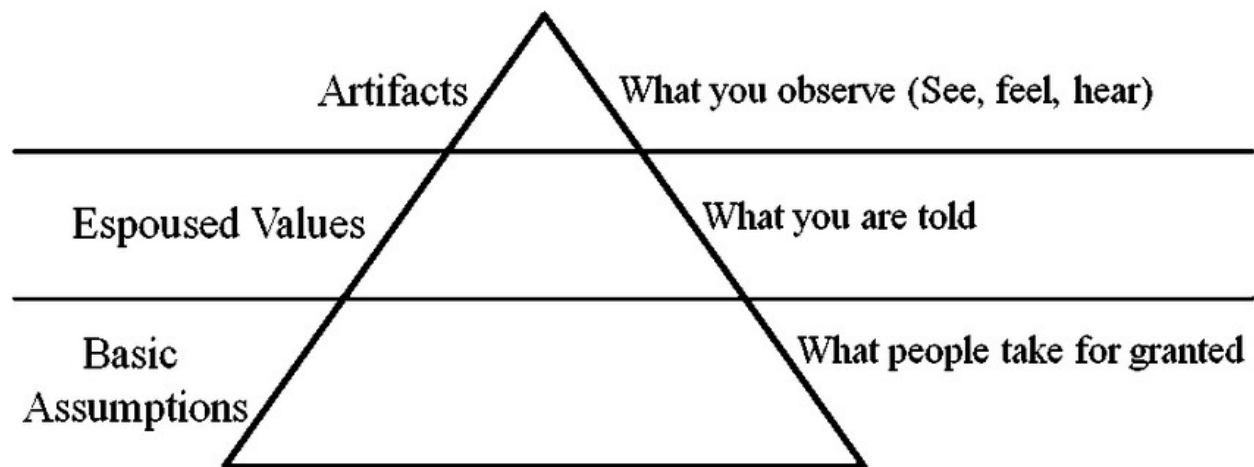 Artifacts
What you observe (See, feel, hear)
Espoused Values
What you are told
Basic
Assumptions
What people take for granted